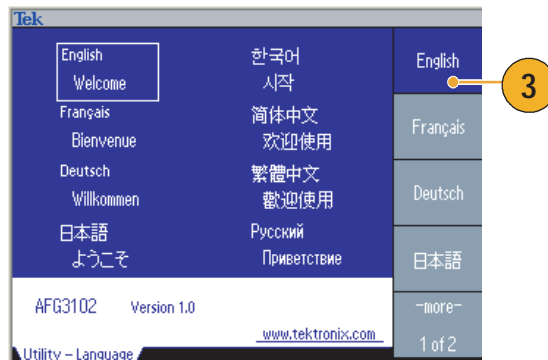 Tek
English
Welcome
Français
Bienvenue
Deutsch
Willkommen
日本語
ようこそ
한국어
시작
简体中文
欢迎使用
繁體中文
歡迎使用
Русский
Приветствие
AFG3102 Version 1.0
www.tektronix.com
Utility – Language
English
Français
Deutsch
日本語
-more-
1 of 2
3